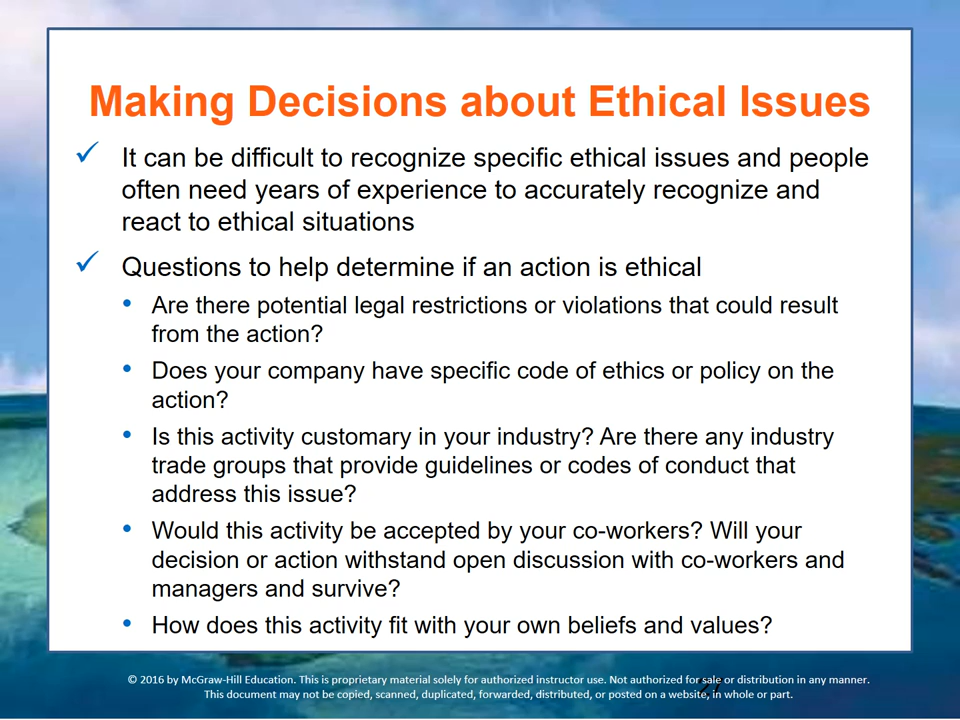 Making Decisions about Ethical Issues
✓ It can be difficult to recognize specific ethical issues and people
often need years of experience to accurately recognize and
react to ethical situations
✓ Questions to help determine if an action is ethical
• Are there potential legal restrictions or violations that could result
from the action?
• Does your company have specific code of ethics or policy on the
action?
• Is this activity customary in your industry? Are there any industry
trade groups that provide guidelines or codes of conduct that
address this issue?
• Would this activity be accepted by your co-workers? Will your
decision or action withstand open discussion with co-workers and
managers and survive?
• How does this activity fit with your own beliefs and values?
© 2016 by McGraw-Hill Education. This is proprietary material solely for authorized instructor use. Not authorized for sale or distribution in any manner.
This document may not be copied, scanned, duplicated, forwarded, distributed, or posted on a website, in whole or part.